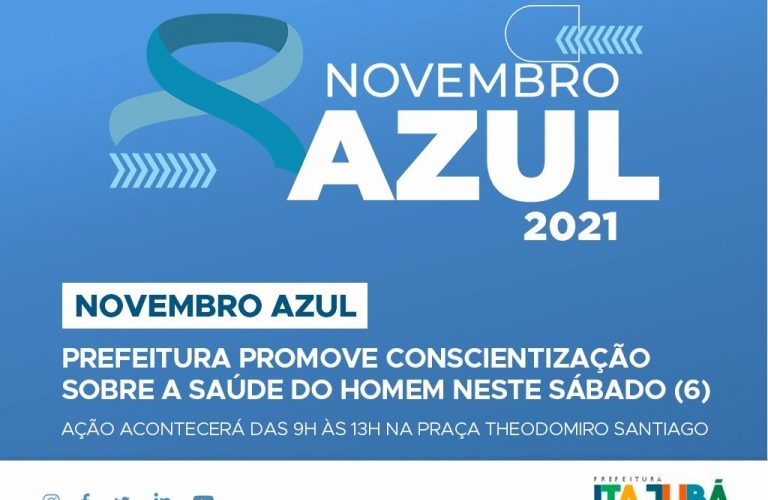 NOVEMBRO
AZUL
2021
NOVEMBRO AZUL
PREFEITURA PROMOVE CONSCIENTIZAÇÃO
SOBRE A SAÚDE DO HOMEM NESTE SÁBADO (6)
AÇÃO ACONTECERÁ DAS 9H ÀS 13H NA PRAÇA THEODOMIRO SANTIAGO
PREFEITURA
ITAJUBÁ